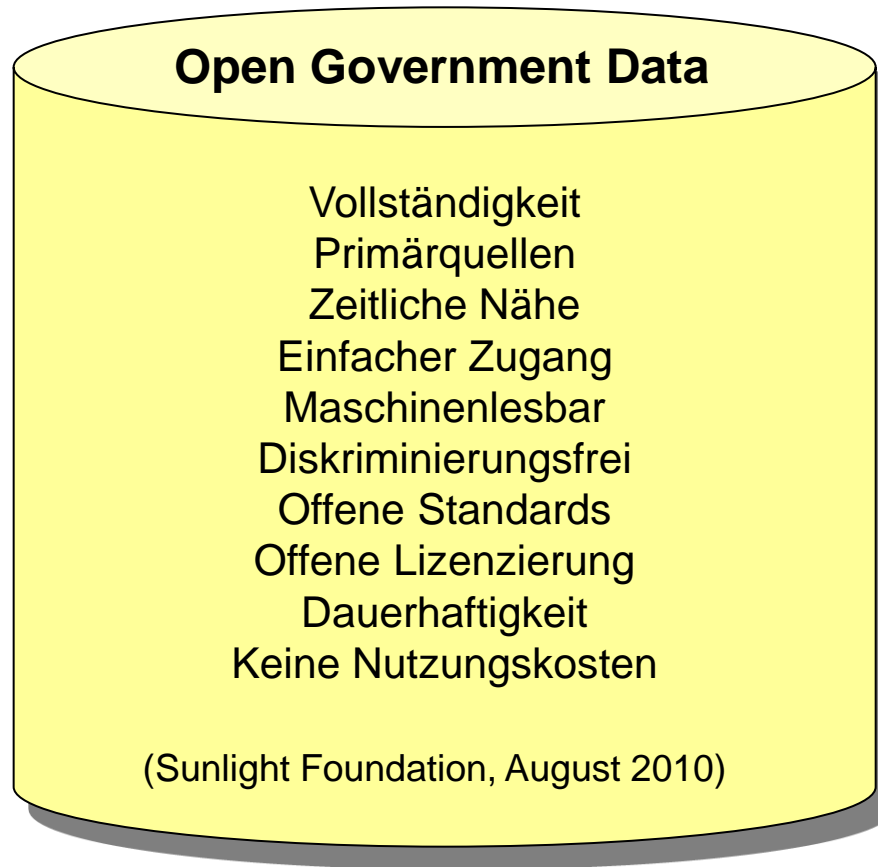 Open Government Data
Vollständigkeit
Primärquellen
Zeitliche Nähe
Einfacher Zugang
Maschinenlesbar
Diskriminierungsfrei
Offene Standards
Offene Lizenzierung
Dauerhaftigkeit
Keine Nutzungskosten
(Sunlight Foundation, August 2010)